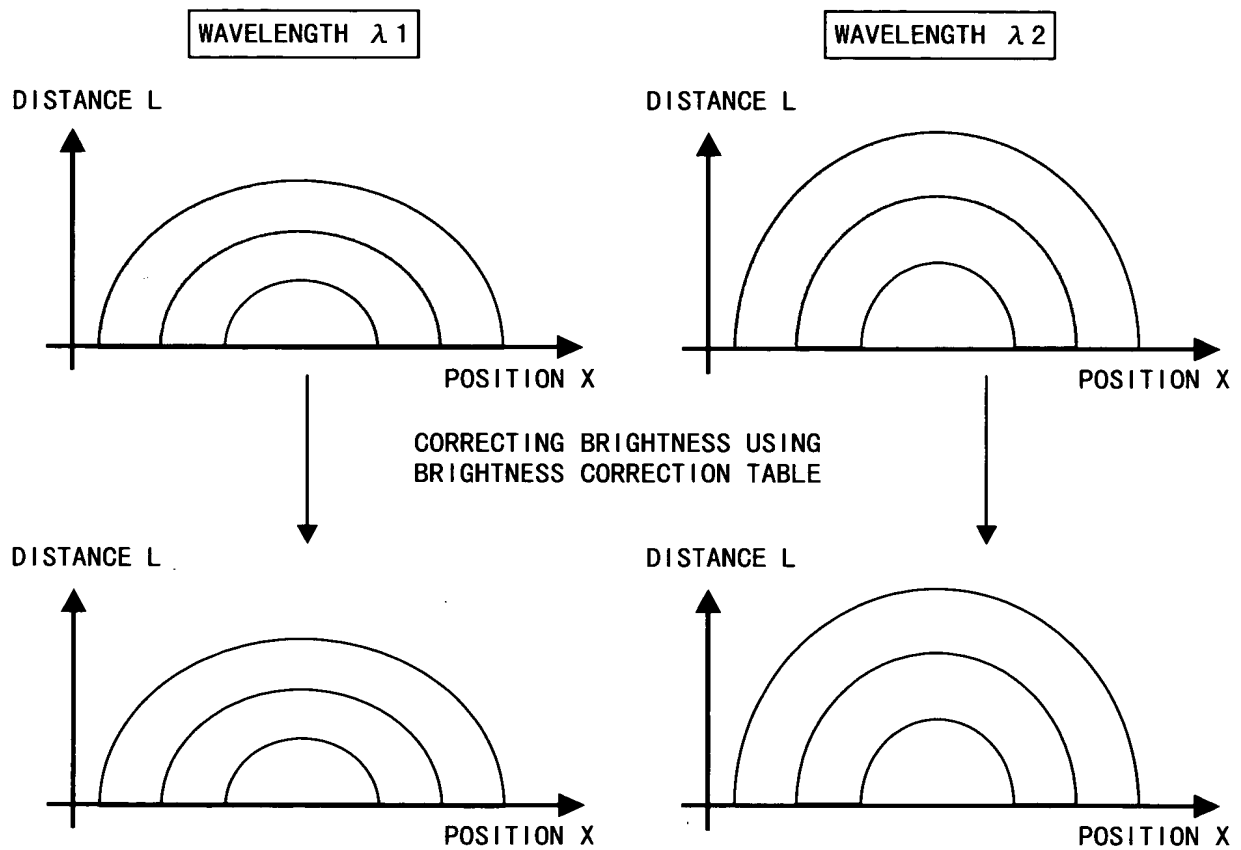 WAVELENGTH λ1
WAVELENGTH λ2
DISTANCE L
DISTANCE L
POSITION X
POSITION X
CORRECTING BRIGHTNESS USING
BRIGHTNESS CORRECTION TABLE
DISTANCE L
DISTANCE L
POSITION X
POSITION X